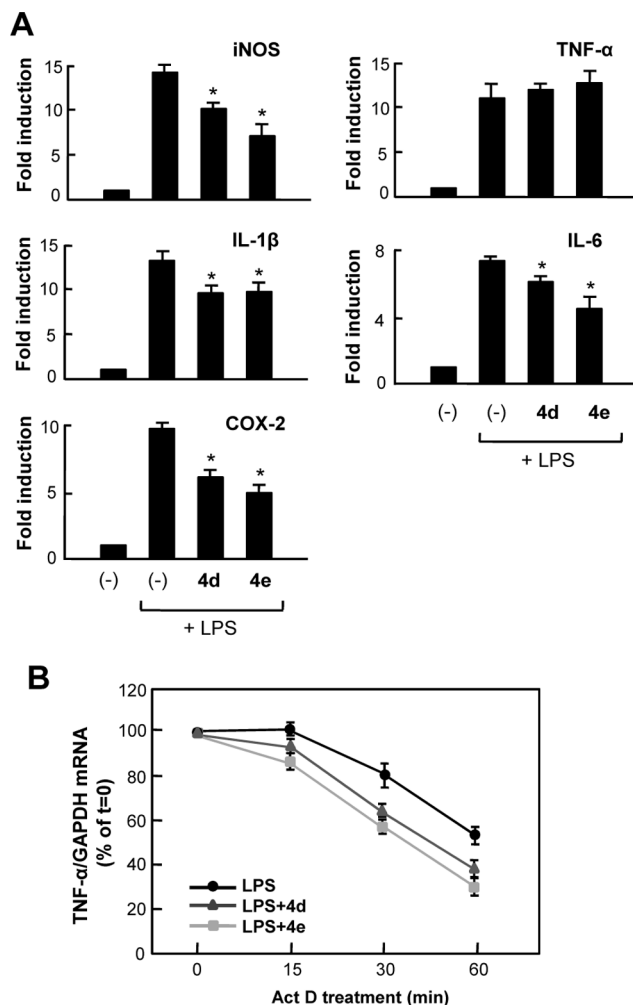 A
iNOS
Fold induction
15
10
5
0
*
*
TNF-α
Fold induction
15
10
5
0
IL-1β
Fold induction
15
10
5
0
*
*
IL-6
Fold induction
8
4
0
*
*
(-) (-) 4d 4e
+ LPS
COX-2
Fold induction
10
5
0
*
*
(-) (-) 4d 4e
+ LPS
B
TNF-α/GAPDH mRNA
(% of t=0)
120
100
80
60
40
20
0
LPS
LPS+4d
LPS+4e
0 15 30 60
Act D treatment (min)